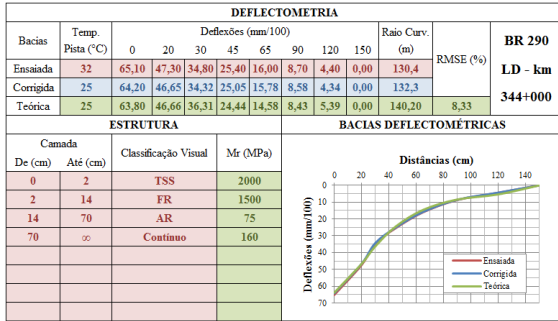 DEFLECTOMETRIA
Bacias Temp. Pista (°C) Deflexões (mm/100) Raio Curv. (m) RMSE (%) BR 290 LD - km 344+000
0 20 30 45 65 90 120 150
Ensaiada 32 65,10 47,30 34,80 25,40 16,00 8,70 4,40 0,00 130,4
Corrigida 25 64,20 46,65 34,32 25,05 15,78 8,58 4,34 0,00 132,3
Teórica 25 63,80 46,66 36,31 24,44 14,58 8,43 5,39 0,00 140,20 8,33
ESTRUTURA BACIAS DEFLECTOMÉTRICAS
Camada Classificação Visual Mr (MPa)
De (cm) Até (cm)
0 2 TSS 2000
2 14 FR 1500
14 70 AR 75
70 ∞ Contínuo 160
Distâncias (cm)
0 20 40 60 80 100 120 140
Deflexões (mm/100)
0
10
20
30
40
50
60
70
Ensaiada
Corrigida
Teórica